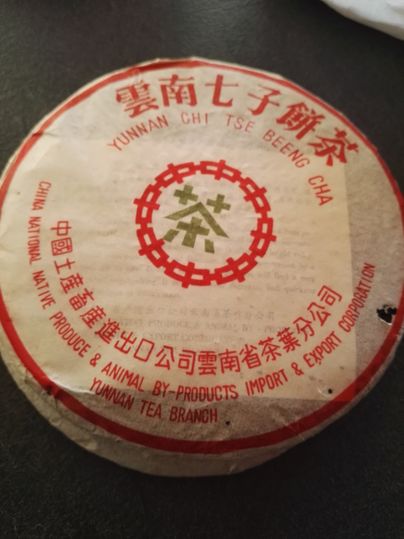 雲南七子餅茶
YUNNAN CHI TSE BEENG CHA
茶
中國土產畜產進出口公司雲南省茶葉分公司
CHINA NATIONAL NATIVE PRODUCE & ANIMAL BY-PRODUCTS IMPORT & EXPORT CORPORATION
YUNNAN TEA BRANCH